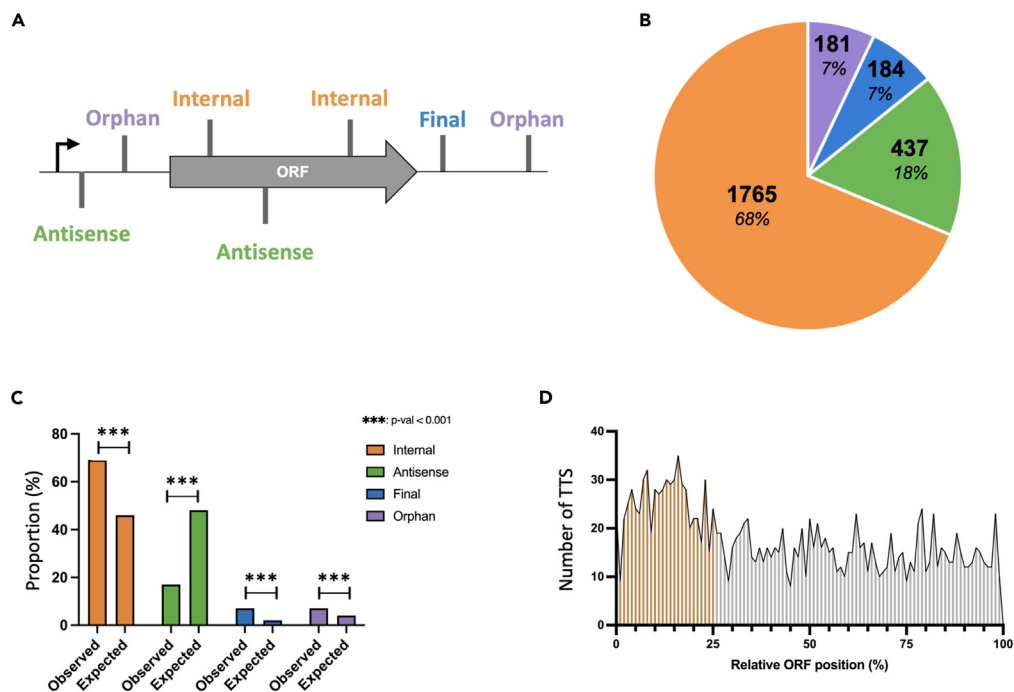 A
Internal
Internal
Orphan
Final
Orphan
ORF
Antisense
Antisense
B
181
7%
184
7%
437
18%
1765
68%
C
***: p-val < 0.001
Internal
Antisense
Final
Orphan
Proportion (%)
80
60
40
20
0
***
***
***
***
Observed
Expected
Observed
Expected
Observed
Expected
Observed
Expected
D
Number of TTS
40
30
20
10
0
0
25
50
75
100
Relative ORF position (%)